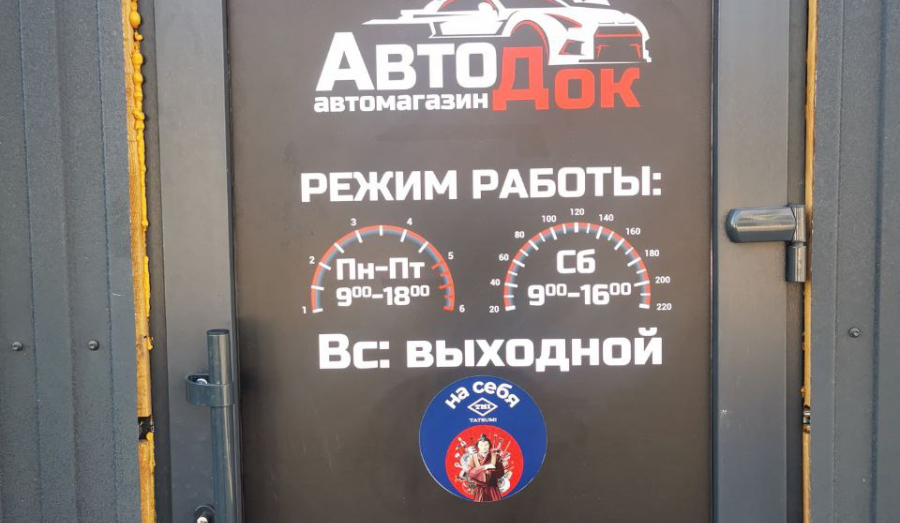 АвтоДок
автомагазин
РЕЖИМ РАБОТЫ:
1 2 3 4 5 6
Пн-Пт
9⁰⁰-18⁰⁰
20 40 60 80 100 120 140 160 180 200 220
Сб
9⁰⁰-16⁰⁰
Вс: выходной
на себя
TMI
TATSUMI